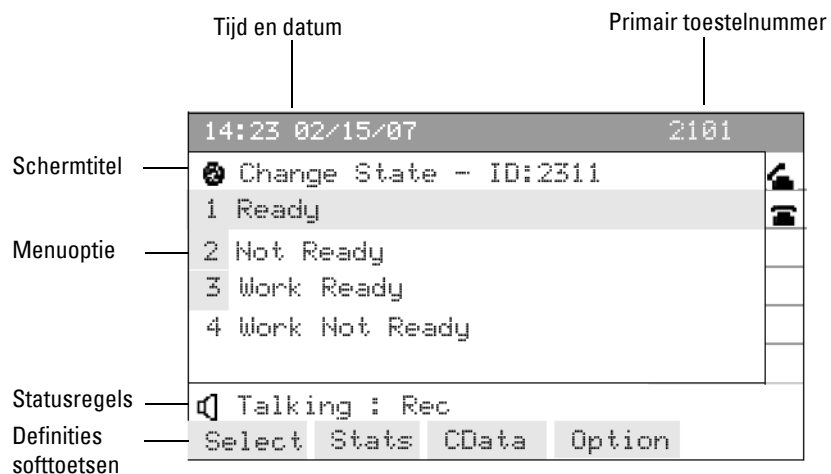 Tijd en datum
Primair toestelnummer
14:23 02/15/07 2101
Schermtitel
Change State - ID:2311
1 Ready
Menuoptie
2 Not Ready
3 Work Ready
4 Work Not Ready
Statusregels
Talking : Rec
Definities
softtoetsen
Select Stats CData Option